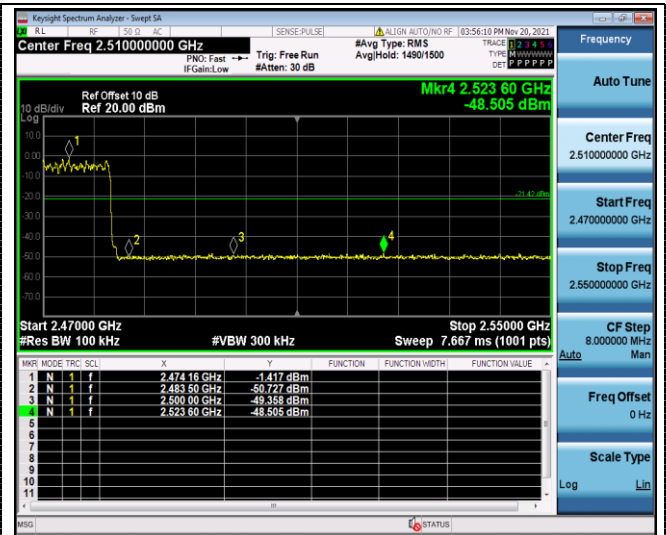 Keysight Spectrum Analyzer - Swept SA
RL RF 50 Ω AC SENSE:PULSE ALIGN AUTO/NO RF 03:56:10 PM Nov 20, 2021
Center Freq 2.510000000 GHz
PNO: Fast
IFGain:Low
Trig: Free Run
#Atten: 30 dB
#Avg Type: RMS
Avg|Hold: 1490/1500
TRACE 1 2 3 4 5 6
TYPE M WWWWW
DET P P P P P P
Ref Offset 10 dB
10 dB/div Ref 20.00 dBm
Log
Mkr4 2.523 60 GHz
-48.505 dBm
10.0
0.00
-10.0
-20.0
-30.0
-40.0
-50.0
-60.0
-70.0
1
2
3
4
-21.42 dBm
Start 2.47000 GHz Stop 2.55000 GHz
#Res BW 100 kHz #VBW 300 kHz Sweep 7.667 ms (1001 pts)
MKR MODE TRC SCL X Y FUNCTION FUNCTION WIDTH FUNCTION VALUE
1 N 1 f 2.474 16 GHz -1.417 dBm
2 N 1 f 2.483 50 GHz -50.727 dBm
3 N 1 f 2.500 00 GHz -49.358 dBm
4 N 1 f 2.523 60 GHz -48.505 dBm
5
6
7
8
9
10
11
MSG STATUS
Frequency
Auto Tune
Center Freq
2.510000000 GHz
Start Freq
2.470000000 GHz
Stop Freq
2.550000000 GHz
CF Step
8.000000 MHz
Auto Man
Freq Offset
0 Hz
Scale Type
Log Lin